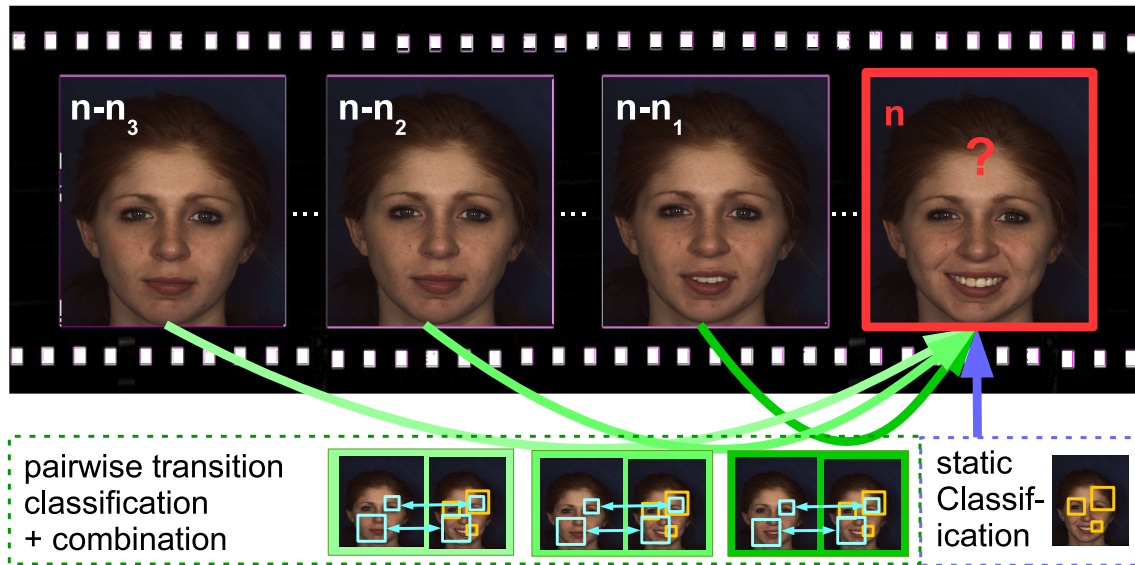 n-n3
n-n2
n-n1
n
?
... ... ...
pairwise transition
classification
+ combination
static
Classif-
ication